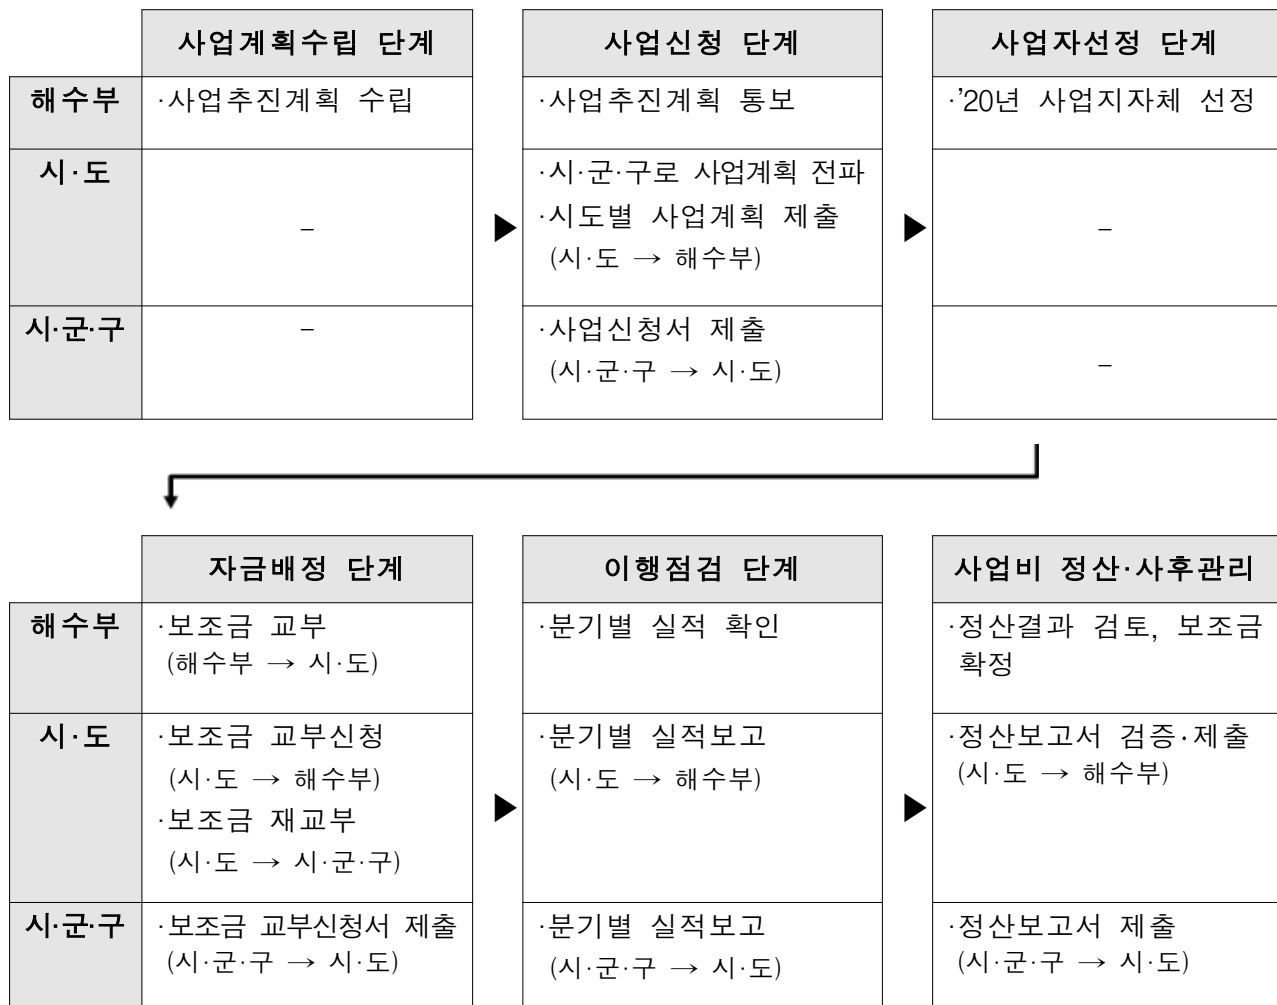 사업계획수립 단계
사업신청 단계
사업자선정 단계
해수부
·사업추진계획 수립
·사업추진계획 통보
·’20년 사업지자체 선정
시·도
–
·시·군·구로 사업계획 전파
·시도별 사업계획 제출
(시·도 → 해수부)
–
시·군·구
–
·사업신청서 제출
(시·군·구 → 시·도)
–
자금배정 단계
이행점검 단계
사업비 정산·사후관리
해수부
·보조금 교부
(해수부 → 시·도)
·분기별 실적 확인
·정산결과 검토, 보조금
확정
시·도
·보조금 교부신청
(시·도 → 해수부)
·보조금 재교부
(시·도 → 시·군·구)
·분기별 실적보고
(시·도 → 해수부)
·정산보고서 검증·제출
(시·도 → 해수부)
시·군·구
·보조금 교부신청서 제출
(시·군·구 → 시·도)
·분기별 실적보고
(시·군·구 → 시·도)
·정산보고서 제출
(시·군·구 → 시·도)